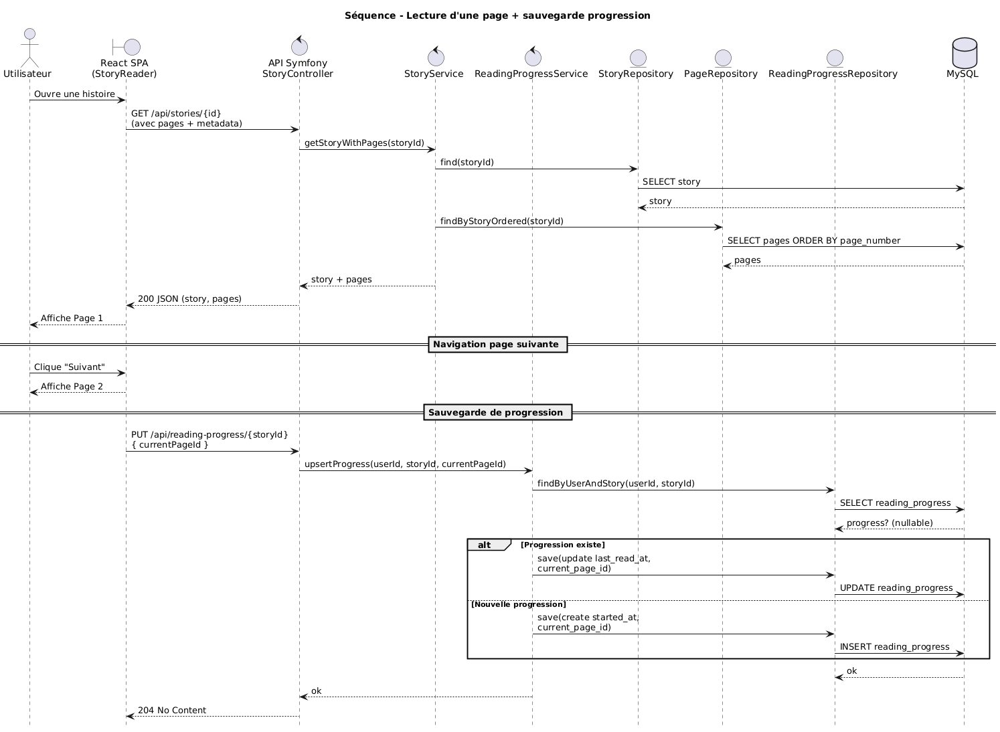 Séquence - Lecture d'une page + sauvegarde progression
Utilisateur
React SPA
(StoryReader)
API Symfony
StoryController
StoryService
ReadingProgressService
StoryRepository
PageRepository
ReadingProgressRepository
MySQL
Ouvre une histoire
GET /api/stories/{id}
(avec pages + metadata)
getStoryWithPages(storyId)
find(storyId)
SELECT story
story
findByStoryOrdered(storyId)
SELECT pages ORDER BY page_number
pages
story + pages
200 JSON (story, pages)
Affiche Page 1
Navigation page suivante
Clique "Suivant"
Affiche Page 2
Sauvegarde de progression
PUT /api/reading-progress/{storyId}
{ currentPageId }
upsertProgress(userId, storyId, currentPageId)
findByUserAndStory(userId, storyId)
SELECT reading_progress
progress? (nullable)
alt [Progression existe]
save(update last_read_at,
current_page_id)
UPDATE reading_progress
[Nouvelle progression]
save(create started_at,
current_page_id)
INSERT reading_progress
ok
ok
204 No Content